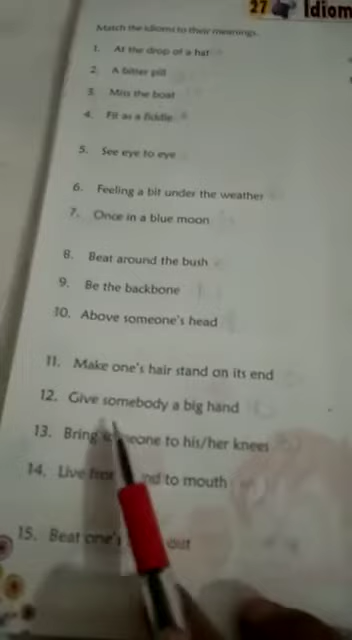 27 Idiom
Match the idioms to their meanings.
1. At the drop of a hat
2. A bitter pill
3. Miss the boat
4. Fit as a fiddle
5. See eye to eye
6. Feeling a bit under the weather
7. Once in a blue moon
8. Beat around the bush
9. Be the backbone
10. Above someone's head
11. Make one's hair stand on its end
12. Give somebody a big hand
13. Bring someone to his/her knees
14. Live to mouth
15. Beat one's out